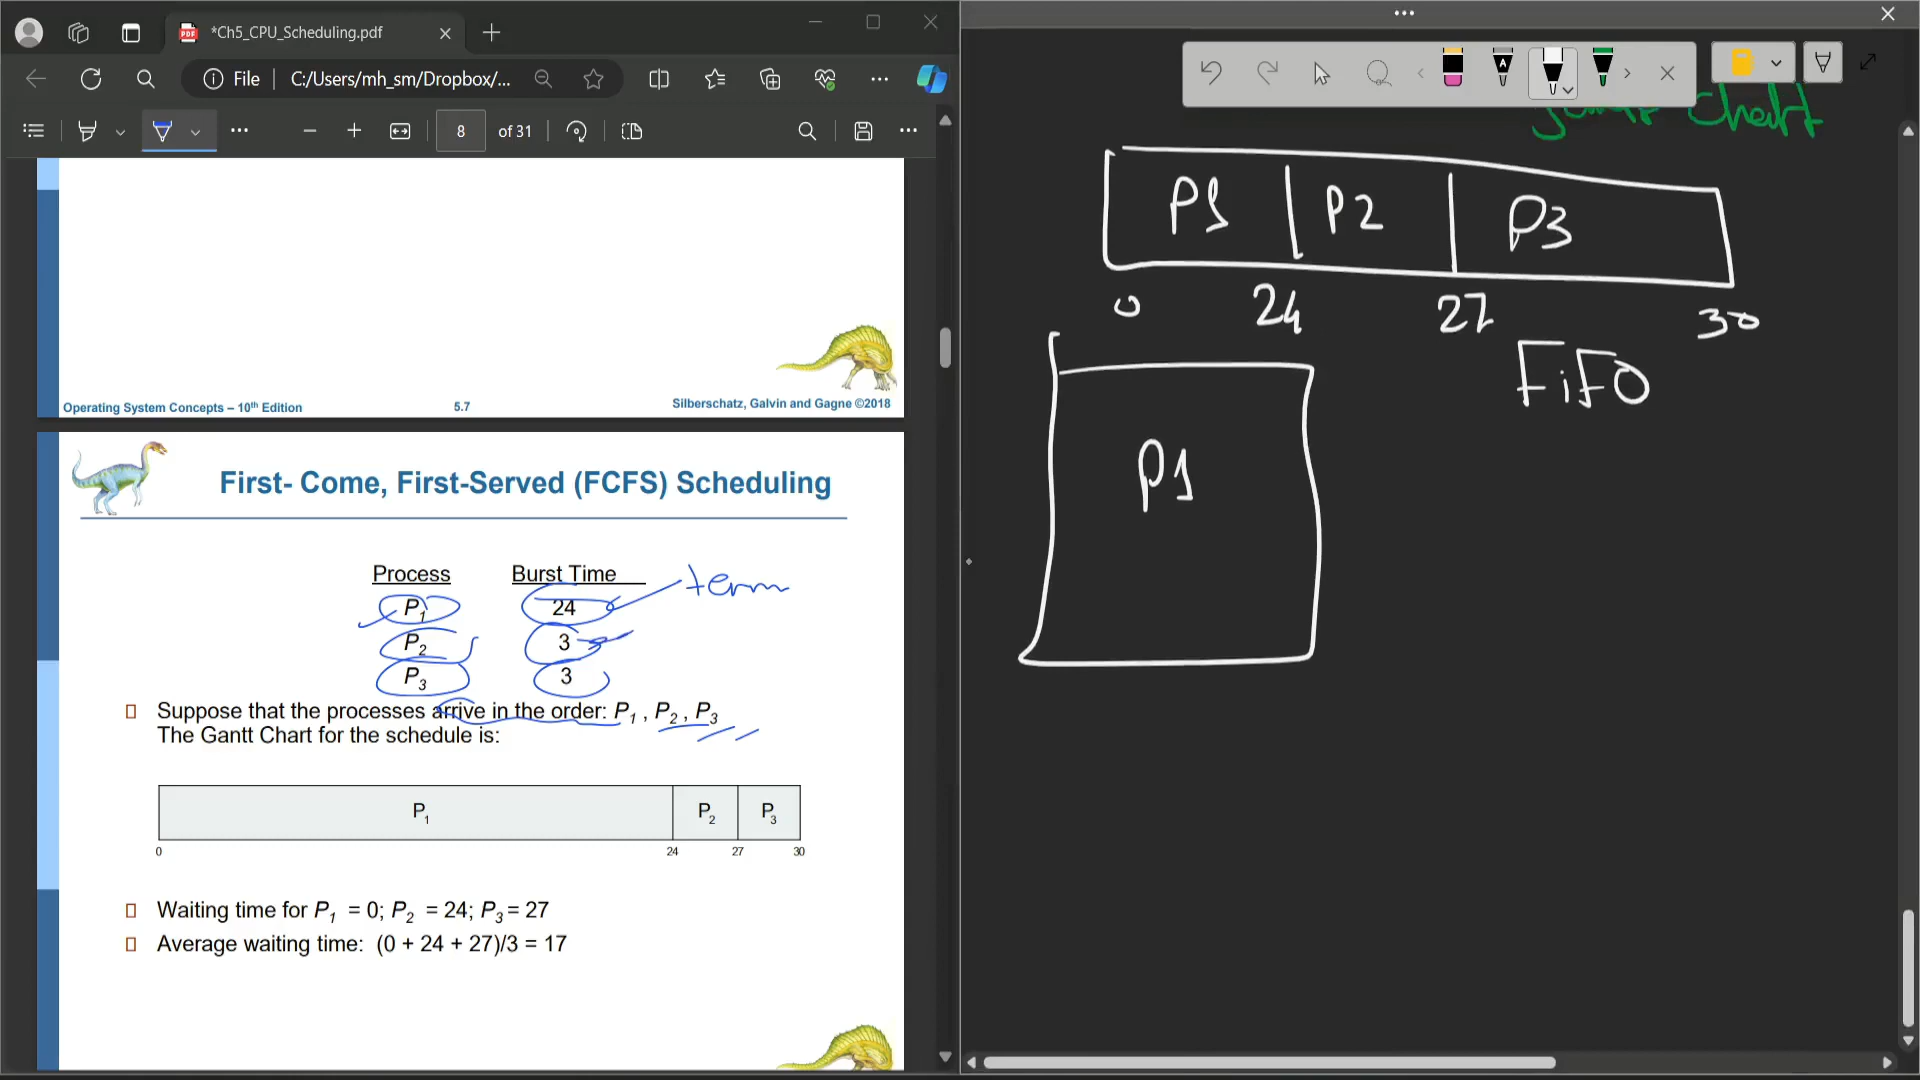 *Ch5_CPU_Scheduling.pdf
File
C:/Users/mh_sm/Dropbox/...
8 of 31
Operating System Concepts – 10th Edition
5.7
Silberschatz, Galvin and Gagne ©2018
First- Come, First-Served (FCFS) Scheduling
Process Burst Time
P1 24
term
P2 3
P3 3
Suppose that the processes arrive in the order: P1 , P2 , P3
The Gantt Chart for the schedule is:
P1 P2 P3
0 24 27 30
Waiting time for P1 = 0; P2 = 24; P3 = 27
Average waiting time: (0 + 24 + 27)/3 = 17
Chart
P1 P2 P3
0 24 27 30
FiFO
P1